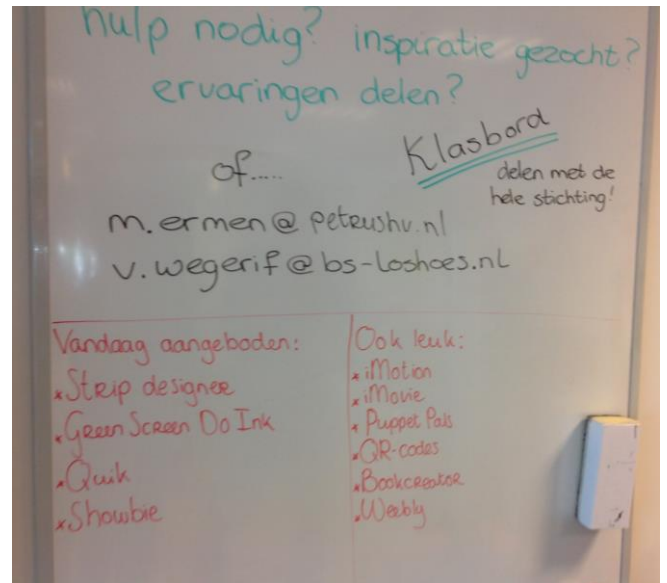 hulp nodig? inspiratie gezocht?
ervaringen delen?
of.....
Klasbord
delen met de
hele stichting!
m.ermen@petrushv.nl
v.wegerif@bs-loshoes.nl
Vandaag aangeboden:
*Strip designer
*Green Screen Do Ink
*Quik
*Showbie
Ook leuk:
*iMotion
*iMovie
*Puppet Pals
*QR-codes
*Bookcreator
*Weebly